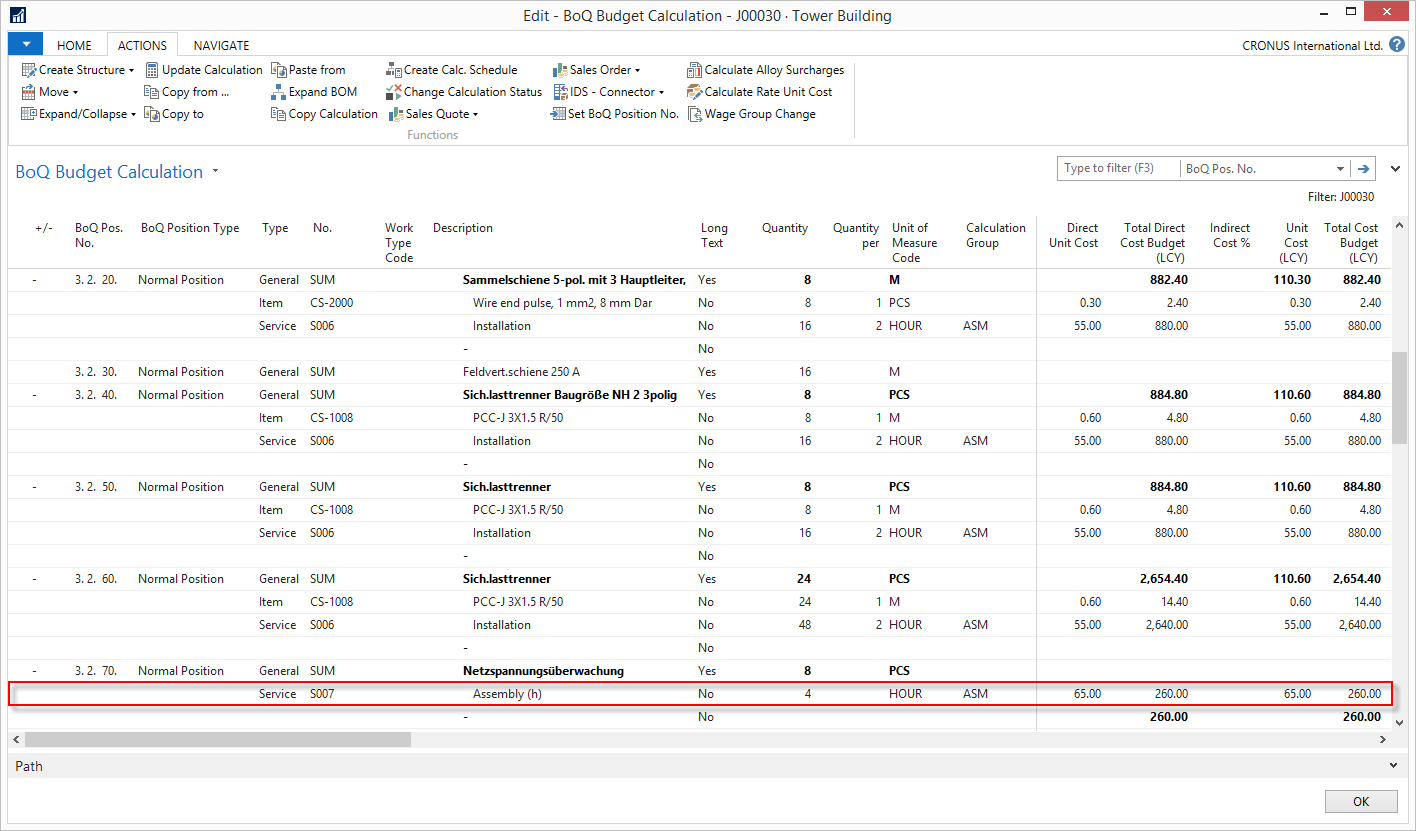 Edit - BoQ Budget Calculation - J00030 · Tower Building
HOME ACTIONS NAVIGATE CRONUS International Ltd. ?
Create Structure Update Calculation Paste from Create Calc. Schedule Sales Order Calculate Alloy Surcharges
Move Copy from ... Expand BOM Change Calculation Status IDS - Connector Calculate Rate Unit Cost
Expand/Collapse Copy to Copy Calculation Sales Quote Set BoQ Position No. Wage Group Change
Functions
BoQ Budget Calculation Type to filter (F3) BoQ Pos. No.
Filter: J00030
+/- BoQ Pos. BoQ Position Type Type No. Work Description Long Quantity Quantity Unit of Calculation Direct Total Direct Indirect Unit Total Cost
No. Type Text per Measure Group Unit Cost Cost Budget Cost % Cost Budget
Code Code (LCY) (LCY) (LCY)
- 3. 2. 20. Normal Position General SUM Sammelschiene 5-pol. mit 3 Hauptleiter, Yes 8 M 882.40 110.30 882.40
Item CS-2000 Wire end pulse, 1 mm2, 8 mm Dar No 8 1 PCS 0.30 2.40 0.30 2.40
Service S006 Installation No 16 2 HOUR ASM 55.00 880.00 55.00 880.00
- No
3. 2. 30. Normal Position General SUM Feldvert.schiene 250 A Yes 16 M
- 3. 2. 40. Normal Position General SUM Sich.lasttrenner Baugröße NH 2 3polig Yes 8 PCS 884.80 110.60 884.80
Item CS-1008 PCC-J 3X1.5 R/50 No 8 1 M 0.60 4.80 0.60 4.80
Service S006 Installation No 16 2 HOUR ASM 55.00 880.00 55.00 880.00
- No
- 3. 2. 50. Normal Position General SUM Sich.lasttrenner Yes 8 PCS 884.80 110.60 884.80
Item CS-1008 PCC-J 3X1.5 R/50 No 8 1 M 0.60 4.80 0.60 4.80
Service S006 Installation No 16 2 HOUR ASM 55.00 880.00 55.00 880.00
- No
- 3. 2. 60. Normal Position General SUM Sich.lasttrenner Yes 24 PCS 2,654.40 110.60 2,654.40
Item CS-1008 PCC-J 3X1.5 R/50 No 24 1 M 0.60 14.40 0.60 14.40
Service S006 Installation No 48 2 HOUR ASM 55.00 2,640.00 55.00 2,640.00
- No
- 3. 2. 70. Normal Position General SUM Netzspannungsüberwachung Yes 8 PCS
Service S007 Assembly (h) No 4 HOUR ASM 65.00 260.00 65.00 260.00
- No 260.00 260.00
Path
OK